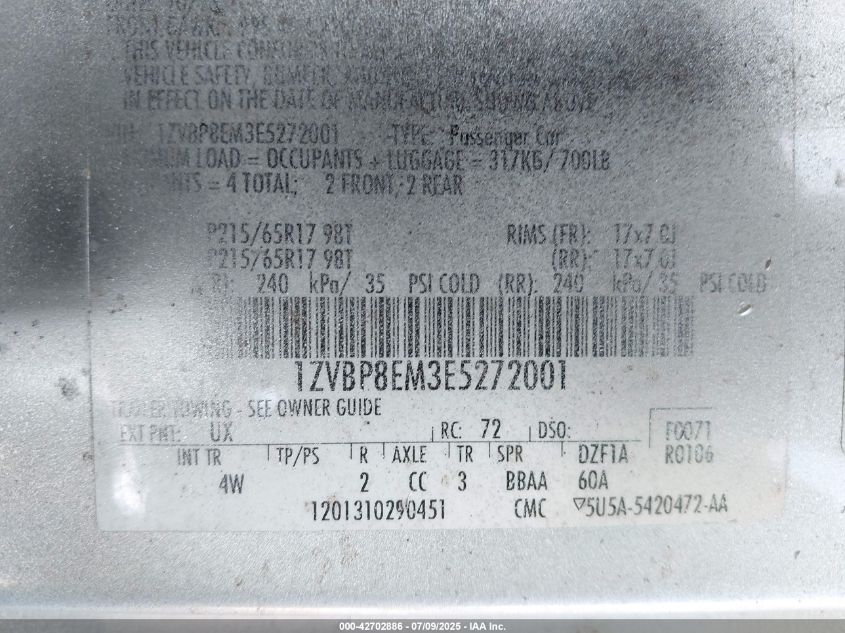 THIS VEHICLE CONFORMS TO ALL
VEHICLE SAFETY, BUMPER, AND
IN EFFECT ON THE DATE OF MANUFACTURE SHOWN ABOVE
VIN: 1ZVBP8EM3E5272001 TYPE: Passenger Car
MAXIMUM LOAD = OCCUPANTS + LUGGAGE = 317KG/ 700LB
= 4 TOTAL; 2 FRONT, 2 REAR
P215/65R17 98T RIMS (FR): 17x7.0J
P215/65R17 98T (RR): 17x7.0J
240 kPa/ 35 PSI COLD (RR): 240 kPa/ 35 PSI COLD
1ZVBP8EM3E5272001
TRAILER TOWING - SEE OWNER GUIDE
EXT PNT: UX RC: 72 DSO: F0071
INT TR TP/PS R AXLE TR SPR DZF1A R0106
4W 2 CC 3 BBAA 60A
1201310290451 CMC ▽5U5A-5420472-AA
000-42702886 - 07/09/2025 - IAA Inc.